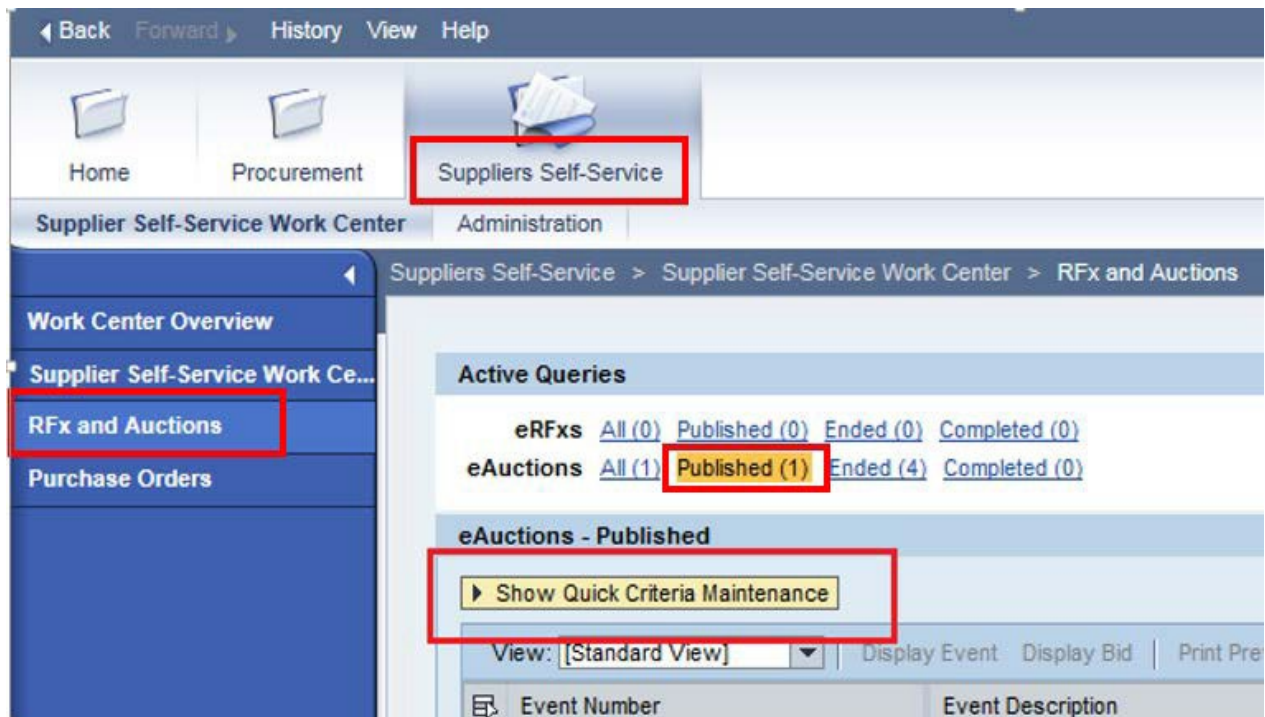 Back Forward History View Help
Home Procurement Suppliers Self-Service
Supplier Self-Service Work Center Administration
Suppliers Self-Service > Supplier Self-Service Work Center > RFx and Auctions
Work Center Overview
Supplier Self-Service Work Ce...
RFx and Auctions
Purchase Orders
Active Queries
eRFxs All (0) Published (0) Ended (0) Completed (0)
eAuctions All (1) Published (1) Ended (4) Completed (0)
eAuctions - Published
Show Quick Criteria Maintenance
View: [Standard View] Display Event Display Bid Print Pre
Event Number Event Description